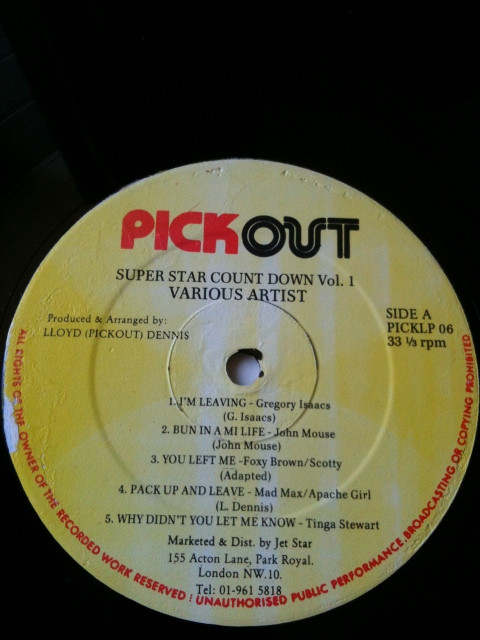 PICKOUT
SUPER STAR COUNT DOWN Vol. 1
VARIOUS ARTIST
Produced & Arranged by:
LLOYD (PICKOUT) DENNIS
SIDE A
PICKLP 06
33 ⅓ rpm
1. I'M LEAVING - Gregory Isaacs
(G. Isaacs)
2. BUN IN A MI LIFE - John Mouse
(John Mouse)
3. YOU LEFT ME -Foxy Brown/Scotty
(Adapted)
4. PACK UP AND LEAVE - Mad Max/Apache Girl
(L. Dennis)
5. WHY DIDN'T YOU LET ME KNOW - Tinga Stewart
Marketed & Dist. by Jet Star
155 Acton Lane, Park Royal.
London NW.10.
Tel: 01-961 5818
ALL RIGHTS OF THE OWNER OF THE RECORDED WORK RESERVED : UNAUTHORISED PUBLIC PERFORMANCE, BROADCASTING OR COPYING PROHIBITED